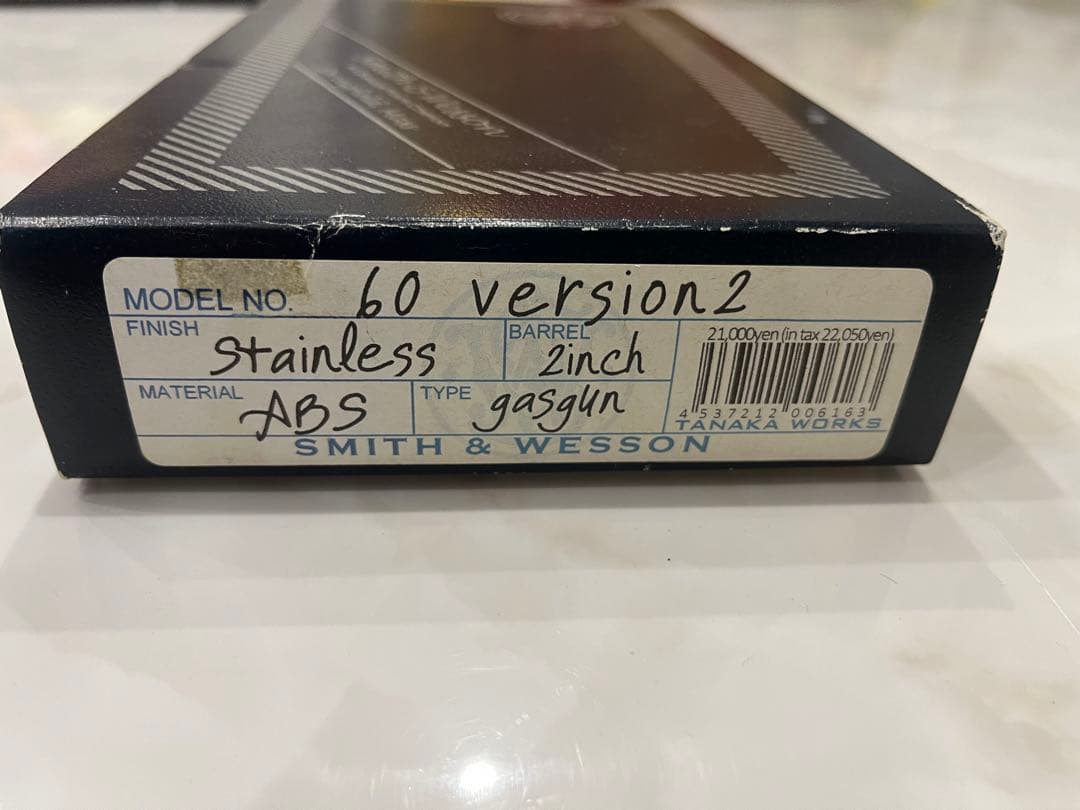 MODEL NO. 60 version2
FINISH Stainless
BARREL 2inch
21,000yen (in tax 22,050yen)
MATERIAL ABS
TYPE gasgun
4 537212 006163
TANAKA WORKS
SMITH & WESSON